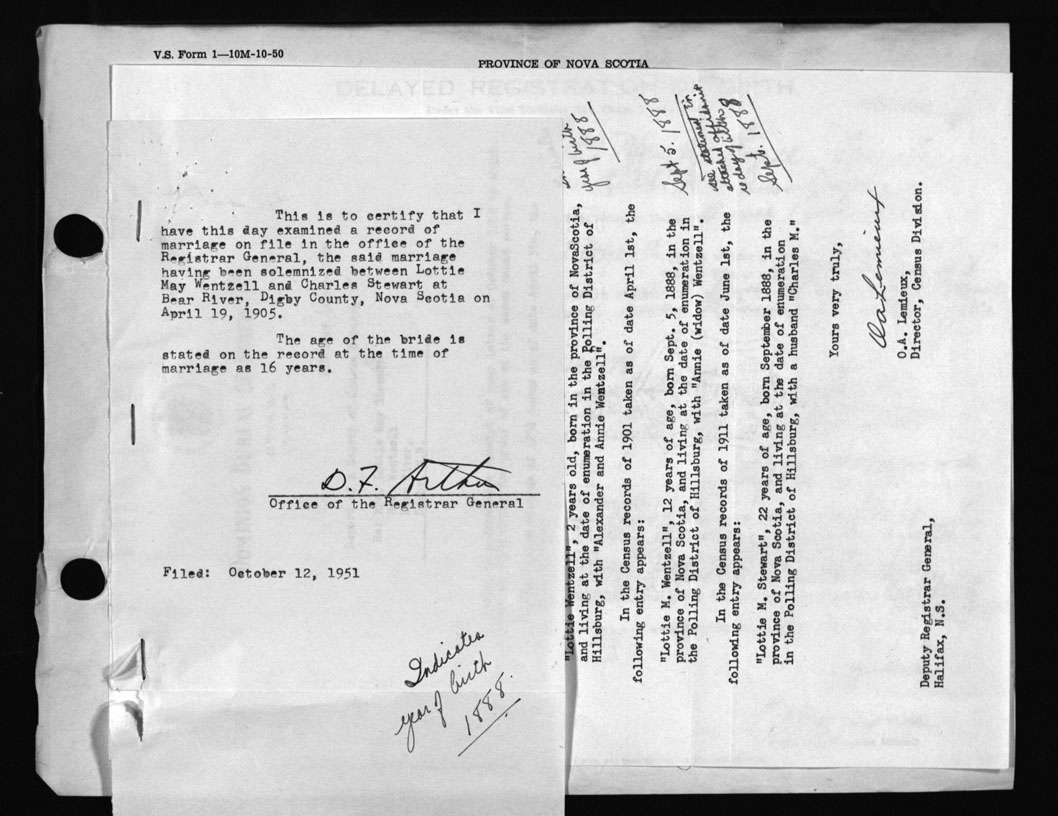 V.S. Form 1—10M-10-50
PROVINCE OF NOVA SCOTIA
DELAYED REGISTRATION OF BIRTH
This is to certify that I
have this day examined a record of
marriage on file in the office of the
Registrar General, the said marriage
having been solemnized between Lottie
May Wentzell and Charles Stewart at
Bear River, Digby County, Nova Scotia on
April 19, 1905.
The age of the bride is
stated on the record at the time of
marriage as 16 years.
D. F. Arthur
Office of the Registrar General
Filed: October 12, 1951
Indicates
year of birth
1888.
year of birth
1888
"Lottie Wentzell", 2 years old, born in the province of NovaScotia,
and living at the date of enumeration in the Polling District of
Hillsburg, with "Alexander and Annie Wentzell".
In the Census records of 1901 taken as of date April 1st, the
following entry appears:
Sept 5. 1888
"Lottie M. Wentzell", 12 years of age, born Sept. 5, 1888, in the
province of Nova Scotia, and living at the date of enumeration in
the Polling District of Hillsburg, with "Annie (widow) Wentzell".
see statement in
attached
as day of birth
Sept. 1888
In the Census records of 1911 taken as of date June 1st, the
following entry appears:
"Lottie M. Stewart", 22 years of age, born September 1888, in the
province of Nova Scotia, and living at the date of enumeration
in the Polling District of Hillsburg, with a husband "Charles M."
Yours very truly,
O.A. Lemieux
O.A. Lemieux,
Director, Census Division.
Deputy Registrar General,
Halifax, N.S.